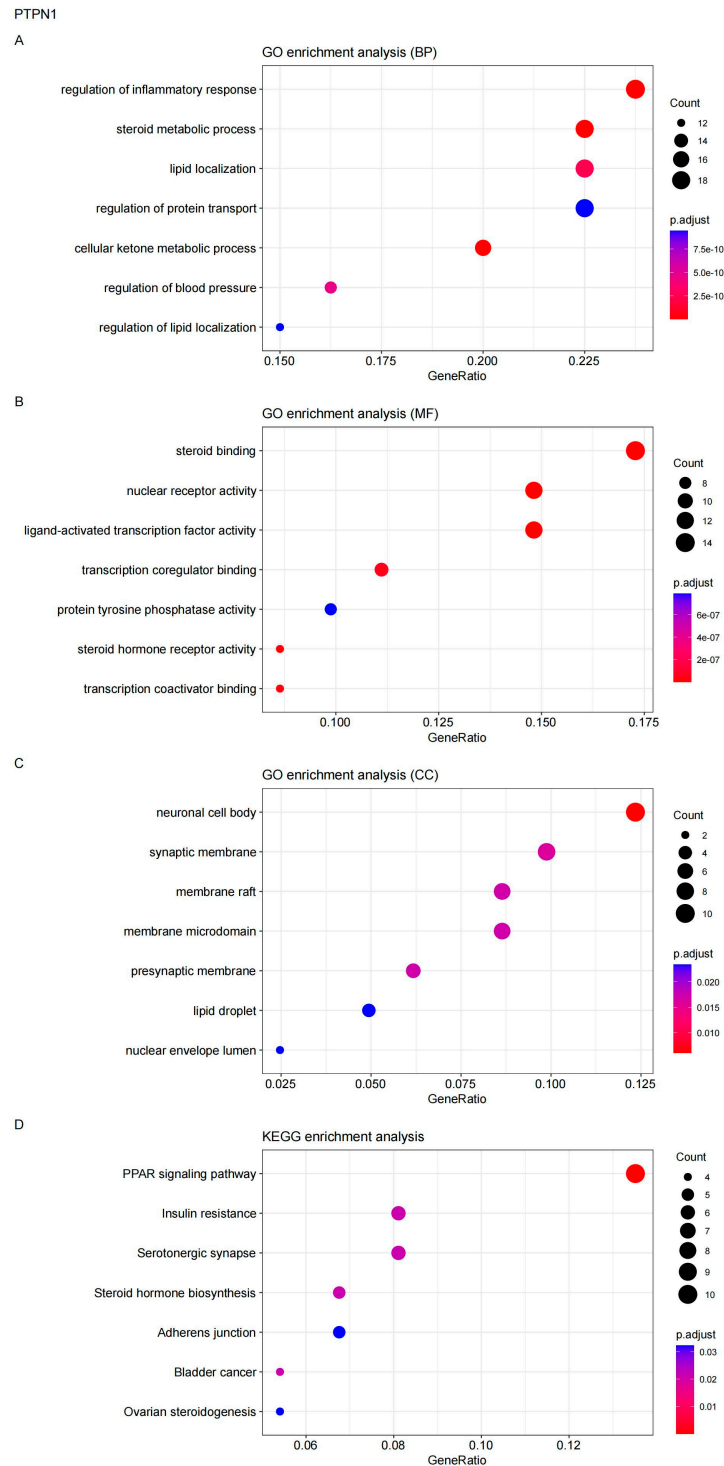 PTPN1
A
GO enrichment analysis (BP)
regulation of inflammatory response
steroid metabolic process
lipid localization
regulation of protein transport
cellular ketone metabolic process
regulation of blood pressure
regulation of lipid localization
0.150 0.175 0.200 0.225
GeneRatio
Count
12
14
16
18
p.adjust
7.5e-10
5.0e-10
2.5e-10
B
GO enrichment analysis (MF)
steroid binding
nuclear receptor activity
ligand-activated transcription factor activity
transcription coregulator binding
protein tyrosine phosphatase activity
steroid hormone receptor activity
transcription coactivator binding
0.100 0.125 0.150 0.175
GeneRatio
Count
8
10
12
14
p.adjust
6e-07
4e-07
2e-07
C
GO enrichment analysis (CC)
neuronal cell body
synaptic membrane
membrane raft
membrane microdomain
presynaptic membrane
lipid droplet
nuclear envelope lumen
0.025 0.050 0.075 0.100 0.125
GeneRatio
Count
2
4
6
8
10
p.adjust
0.020
0.015
0.010
D
KEGG enrichment analysis
PPAR signaling pathway
Insulin resistance
Serotonergic synapse
Steroid hormone biosynthesis
Adherens junction
Bladder cancer
Ovarian steroidogenesis
0.06 0.08 0.10 0.12
GeneRatio
Count
4
5
6
7
8
9
10
p.adjust
0.03
0.02
0.01